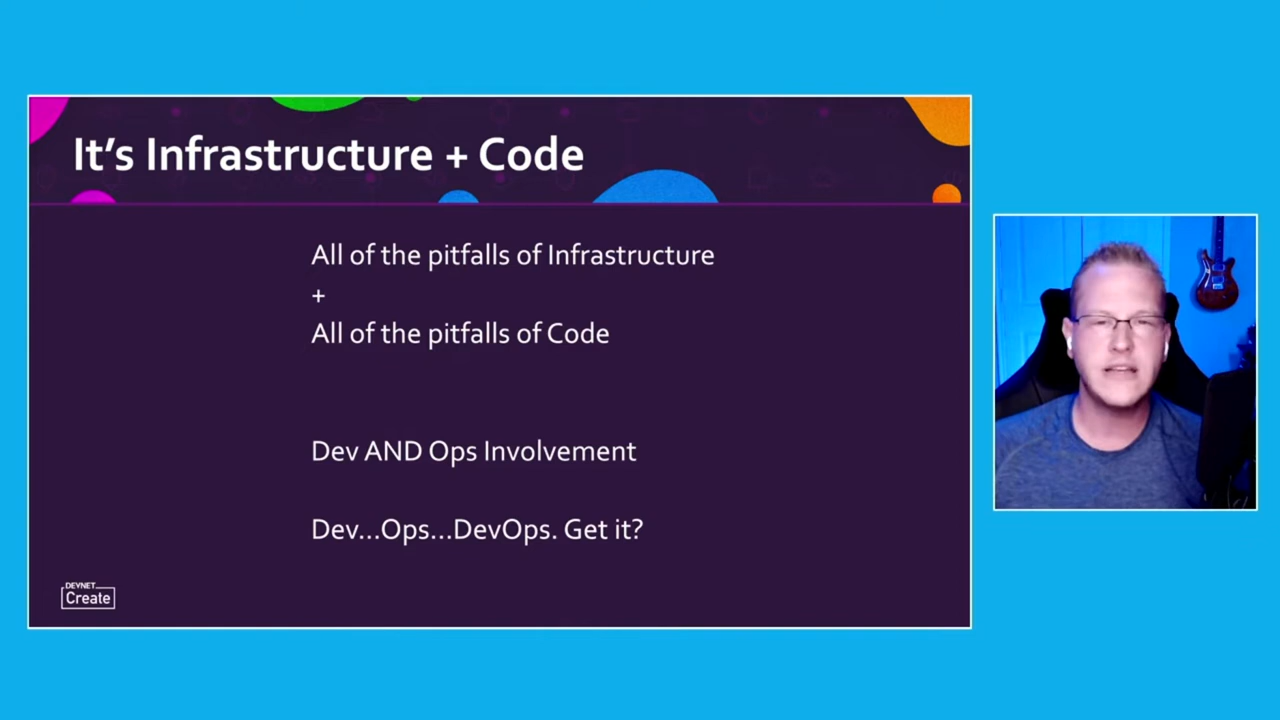 It’s Infrastructure + Code
All of the pitfalls of Infrastructure
+
All of the pitfalls of Code
Dev AND Ops Involvement
Dev...Ops...DevOps. Get it?
DEVNET
Create